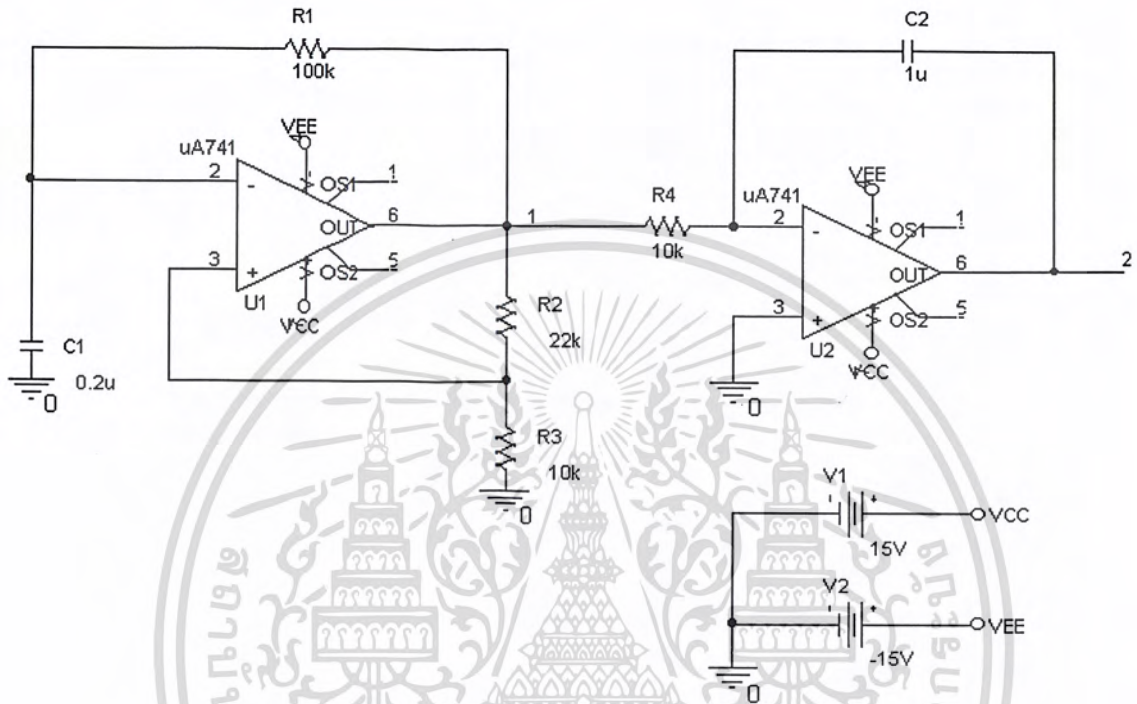 R1
100k
C2
1u
VEE
uA741
2
-
OS1
1
OUT
6
3
+
OS2
5
U1
VCC
C1
0.2u
0
R2
22k
R3
10k
0
1
R4
10k
VEE
uA741
2
-
OS1
1
OUT
6
2
3
+
OS2
5
U2
VCC
0
V1
-
+
15V
VCC
V2
-
+
-15V
VEE
0